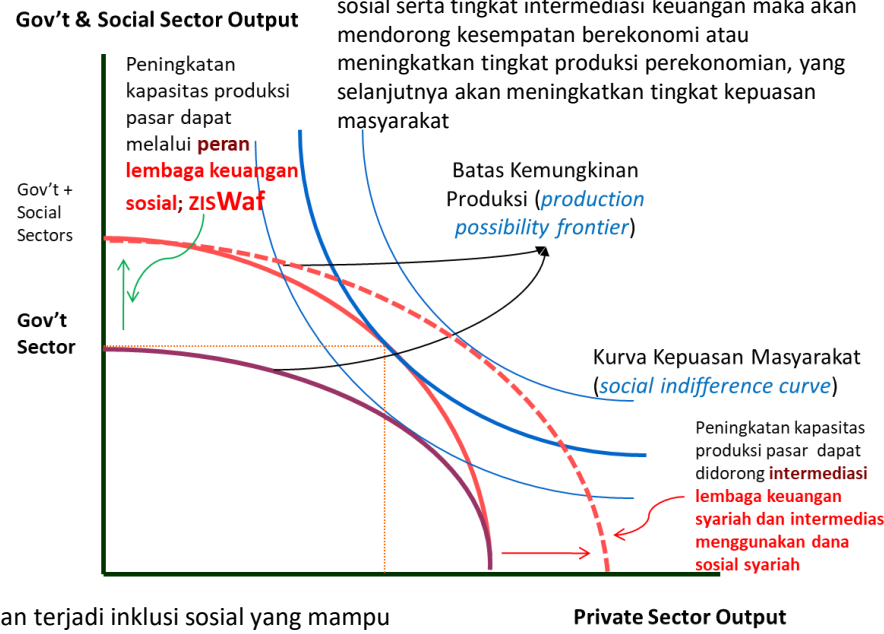 sosial serta tingkat intermediasi keuangan maka akan
mendorong kesempatan berekonomi atau
meningkatkan tingkat produksi perekonomian, yang
selanjutnya akan meningkatkan tingkat kepuasan
masyarakat
Gov't & Social Sector Output
Peningkatan
kapasitas produksi
pasar dapat
melalui peran
lembaga keuangan
sosial; ZISWaf
Batas Kemungkinan
Produksi (production
possibility frontier)
Gov't +
Social
Sectors
Gov't
Sector
Kurva Kepuasan Masyarakat
(social indifference curve)
Peningkatan kapasitas
produksi pasar dapat
didorong intermediasi
lembaga keuangan
syariah dan intermedias
menggunakan dana
sosial syariah
an terjadi inklusi sosial yang mampu
Private Sector Output